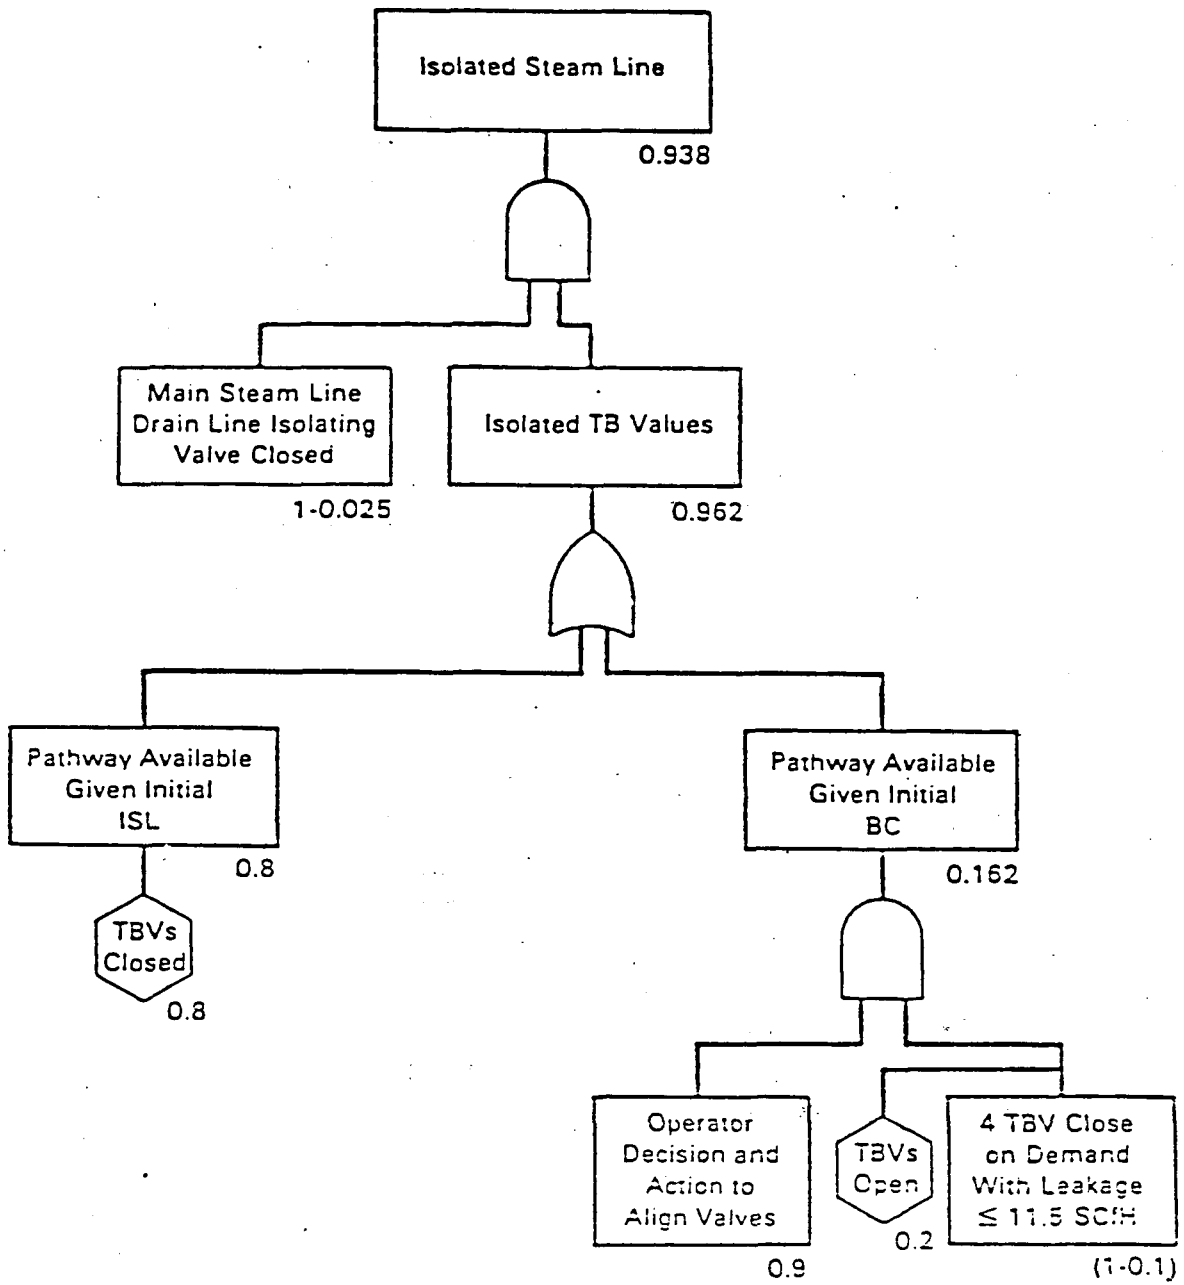 Isolated Steam Line
0.938
Main Steam Line
Drain Line Isolating
Valve Closed
1-0.025
Isolated TB Values
0.962
Pathway Available
Given Initial
ISL
0.8
TBVs
Closed
0.8
Pathway Available
Given Initial
BC
0.162
Operator
Decision and
Action to
Align Valves
0.9
TBVs
Open
0.2
4 TBV Close
on Demand
With Leakage
≤ 11.5 SCfH
(1-0.1)